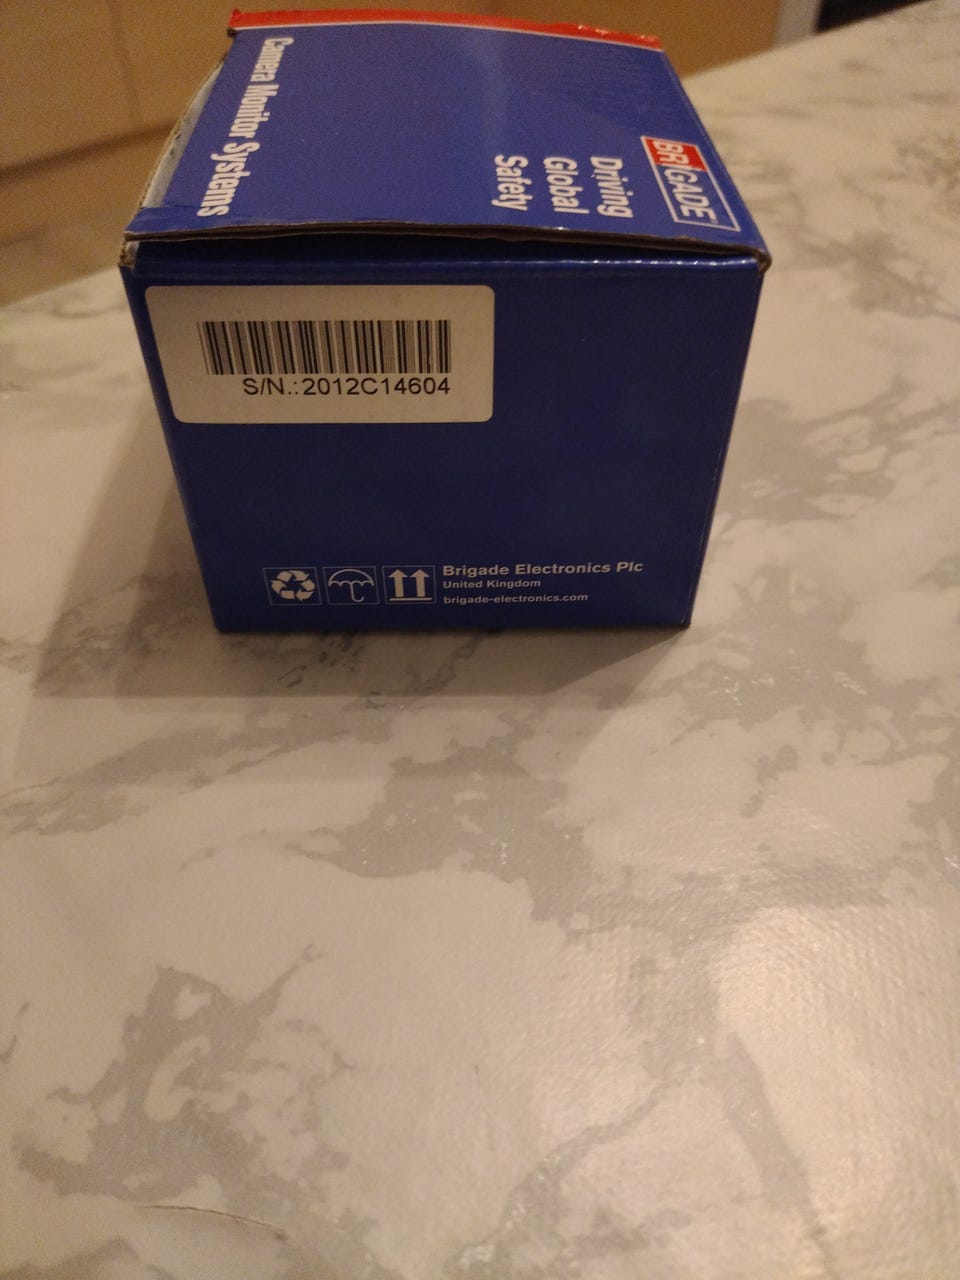 Camera Monitor Systems
BRIGADE
Driving
Global
Safety
S/N.:2012C14604
Brigade Electronics Plc
United Kingdom
brigade-electronics.com